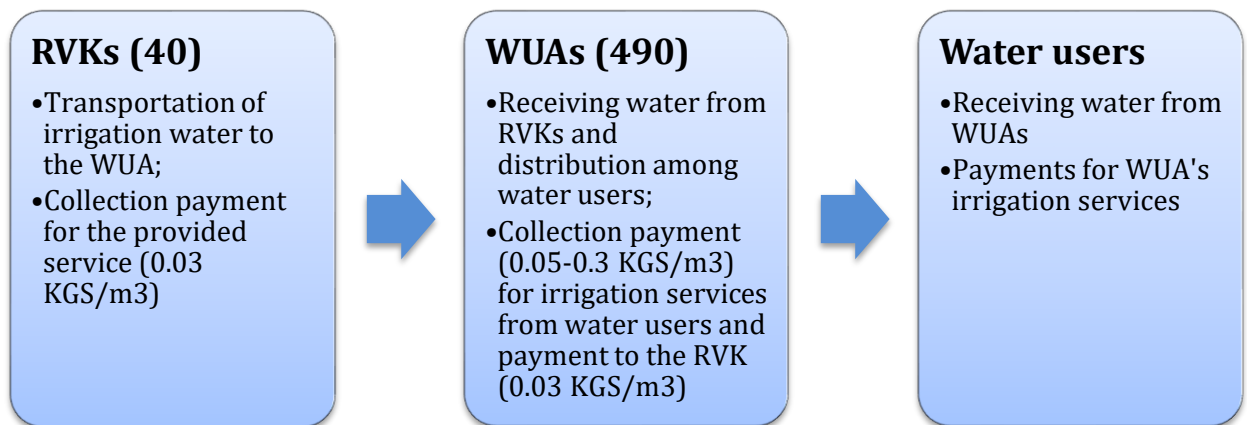 RVKs (40)
•Transportation of
irrigation water to
the WUA;
•Collection payment
for the provided
service (0.03
KGS/m3)
WUAs (490)
•Receiving water from
RVKs and
distribution among
water users;
•Collection payment
(0.05-0.3 KGS/m3)
for irrigation services
from water users and
payment to the RVK
(0.03 KGS/m3)
Water users
•Receiving water from
WUAs
•Payments for WUA's
irrigation services